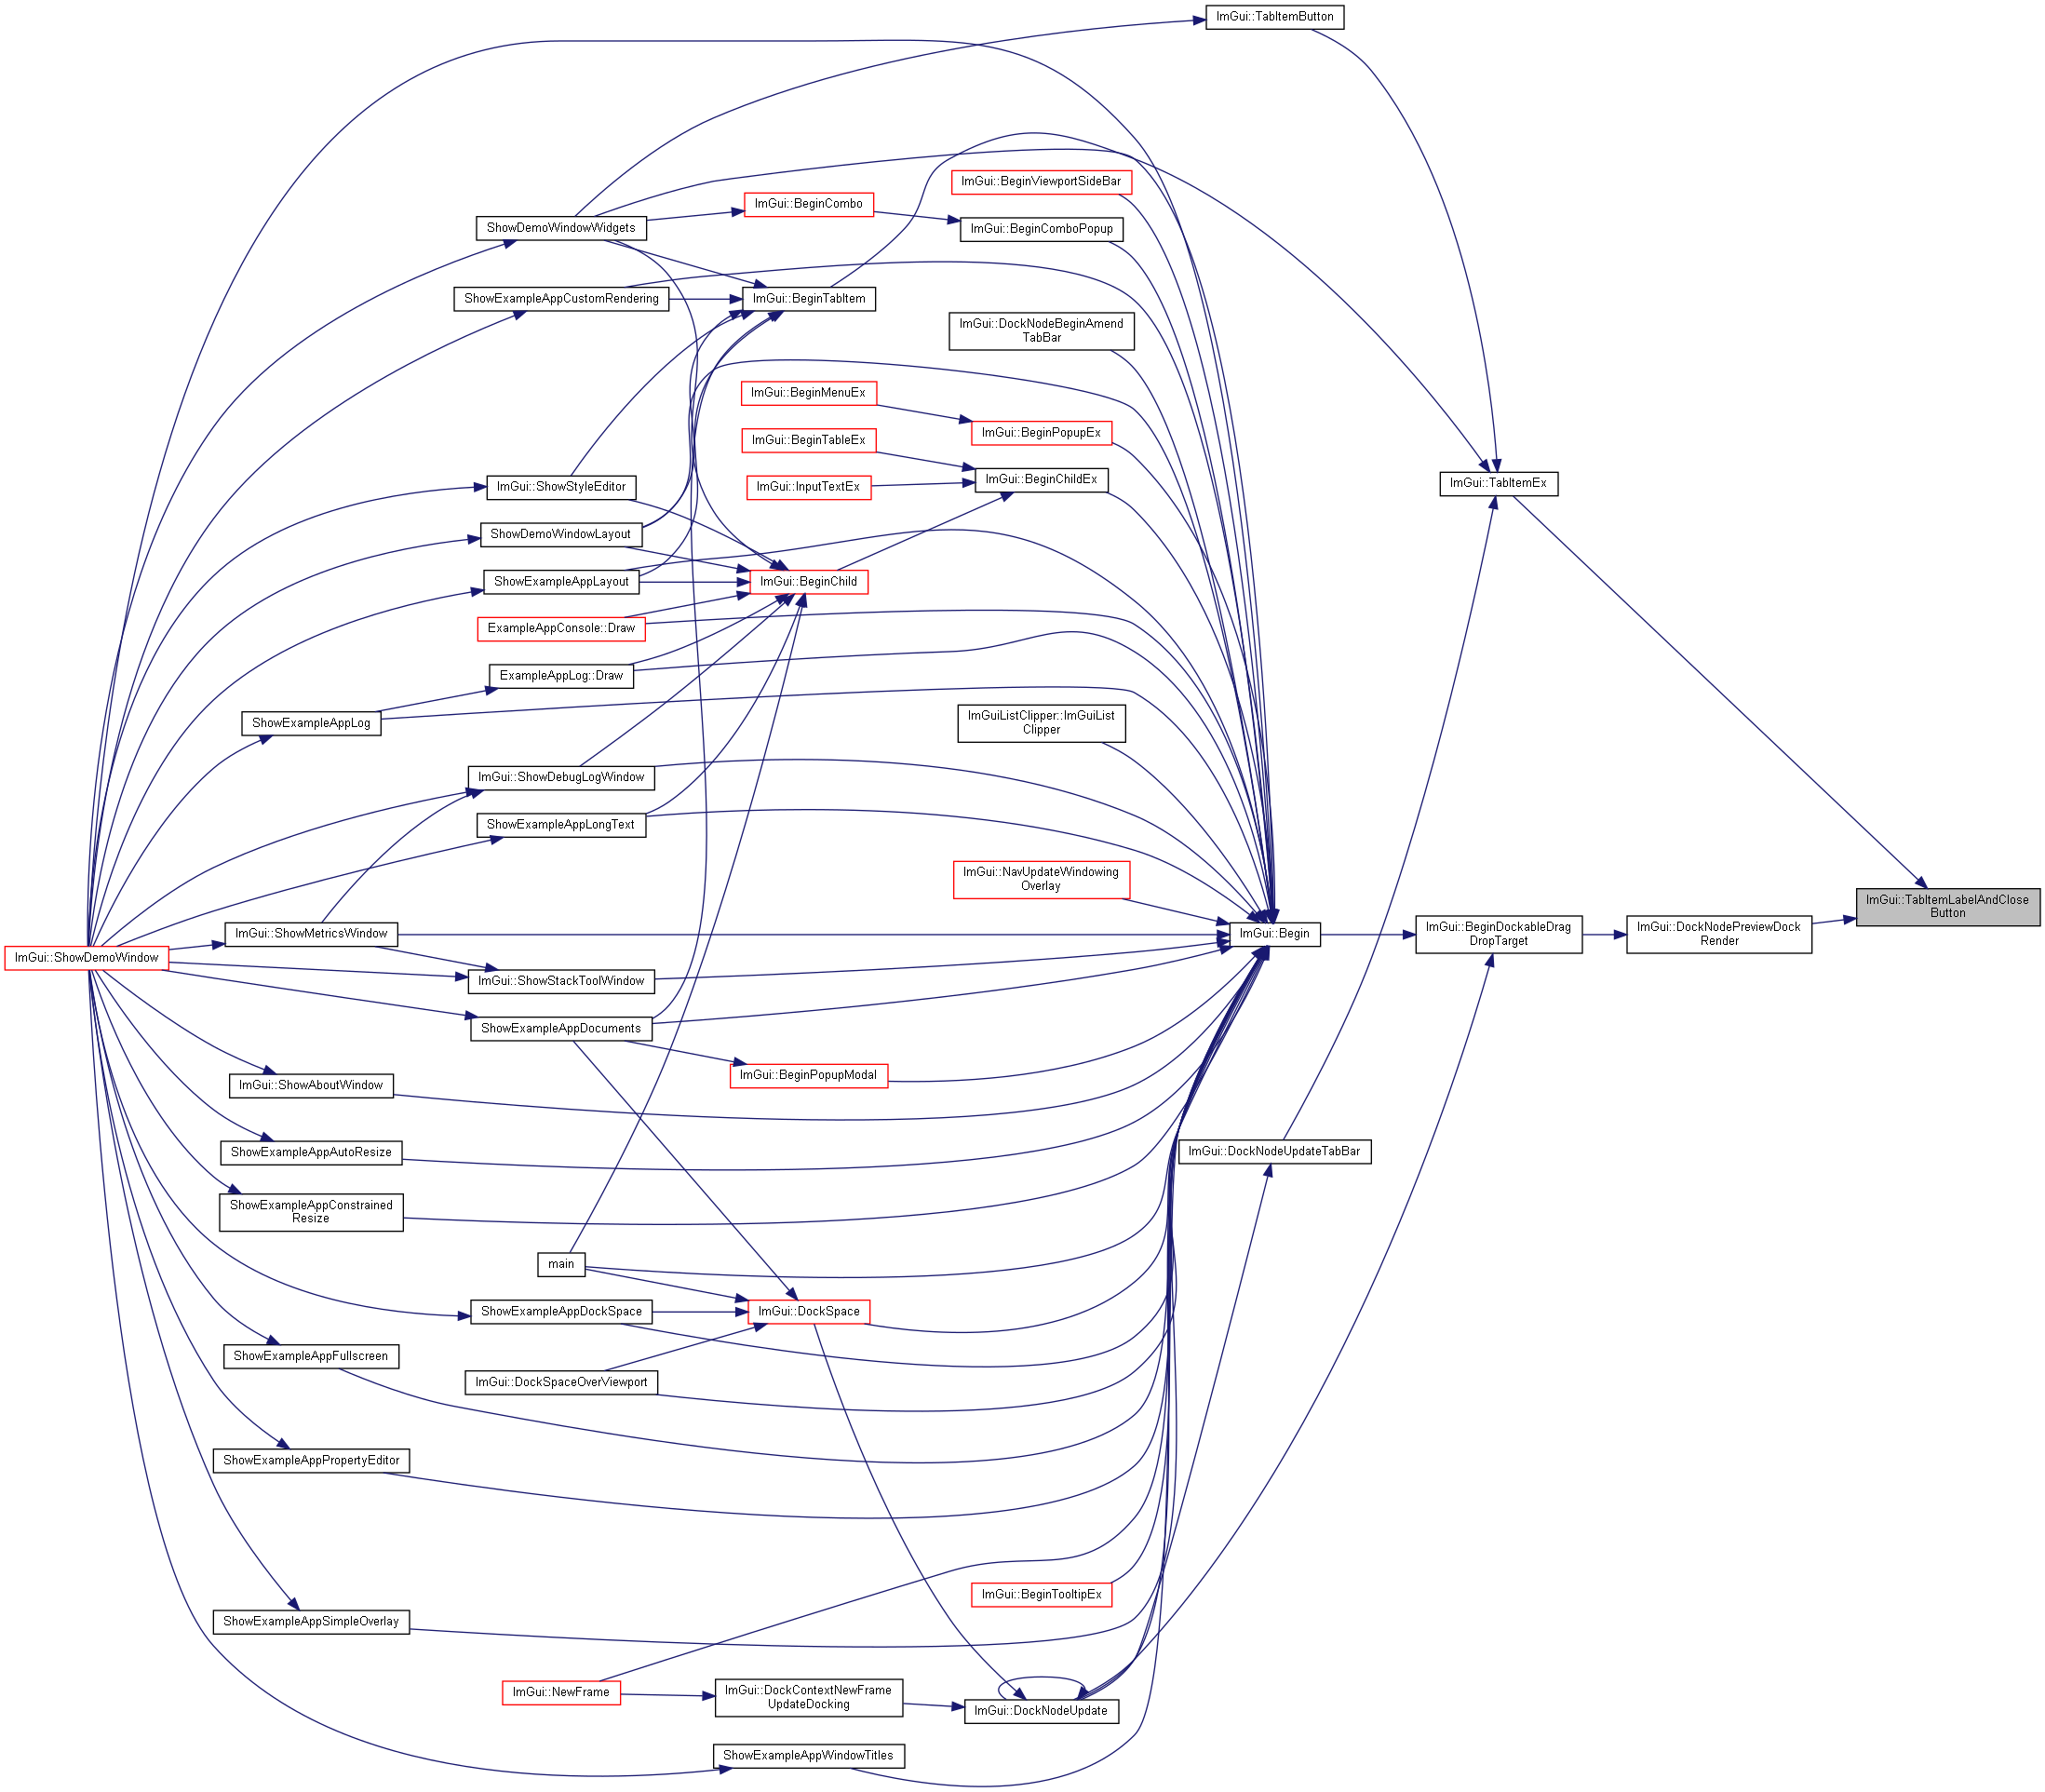 ImGui::TabItemButton
ImGui::BeginViewportSideBar
ImGui::BeginCombo
ShowDemoWindowWidgets
ImGui::BeginComboPopup
ShowExampleAppCustomRendering
ImGui::BeginTabItem
ImGui::DockNodeBeginAmend
TabBar
ImGui::BeginMenuEx
ImGui::BeginPopupEx
ImGui::BeginTableEx
ImGui::ShowStyleEditor
ImGui::InputTextEx
ImGui::BeginChildEx
ImGui::TabItemEx
ShowDemoWindowLayout
ShowExampleAppLayout
ImGui::BeginChild
ExampleAppConsole::Draw
ExampleAppLog::Draw
ShowExampleAppLog
ImGuiListClipper::ImGuiList
Clipper
ImGui::ShowDebugLogWindow
ShowExampleAppLongText
ImGui::NavUpdateWindowing
Overlay
ImGui::TabItemLabelAndClose
Button
ImGui::ShowMetricsWindow
ImGui::Begin
ImGui::BeginDockableDrag
DropTarget
ImGui::DockNodePreviewDock
Render
ImGui::ShowDemoWindow
ImGui::ShowStackToolWindow
ShowExampleAppDocuments
ImGui::BeginPopupModal
ImGui::ShowAboutWindow
ShowExampleAppAutoResize
ImGui::DockNodeUpdateTabBar
ShowExampleAppConstrained
Resize
main
ShowExampleAppDockSpace
ImGui::DockSpace
ShowExampleAppFullscreen
ImGui::DockSpaceOverViewport
ShowExampleAppPropertyEditor
ImGui::BeginTooltipEx
ShowExampleAppSimpleOverlay
ImGui::NewFrame
ImGui::DockContextNewFrame
UpdateDocking
ImGui::DockNodeUpdate
ShowExampleAppWindowTitles